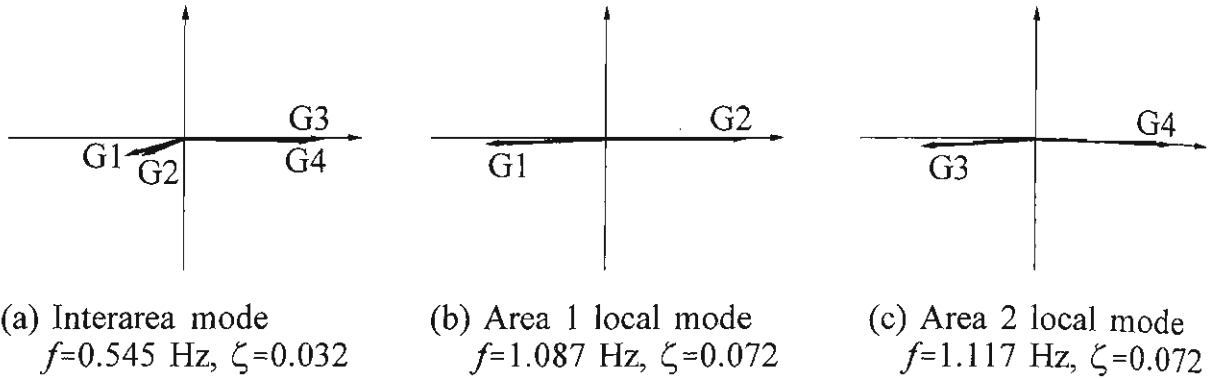 G3
G1
G2
G4
(a) Interarea mode
f=0.545 Hz, ζ=0.032
G2
G1
(b) Area 1 local mode
f=1.087 Hz, ζ=0.072
G4
G3
(c) Area 2 local mode
f=1.117 Hz, ζ=0.072